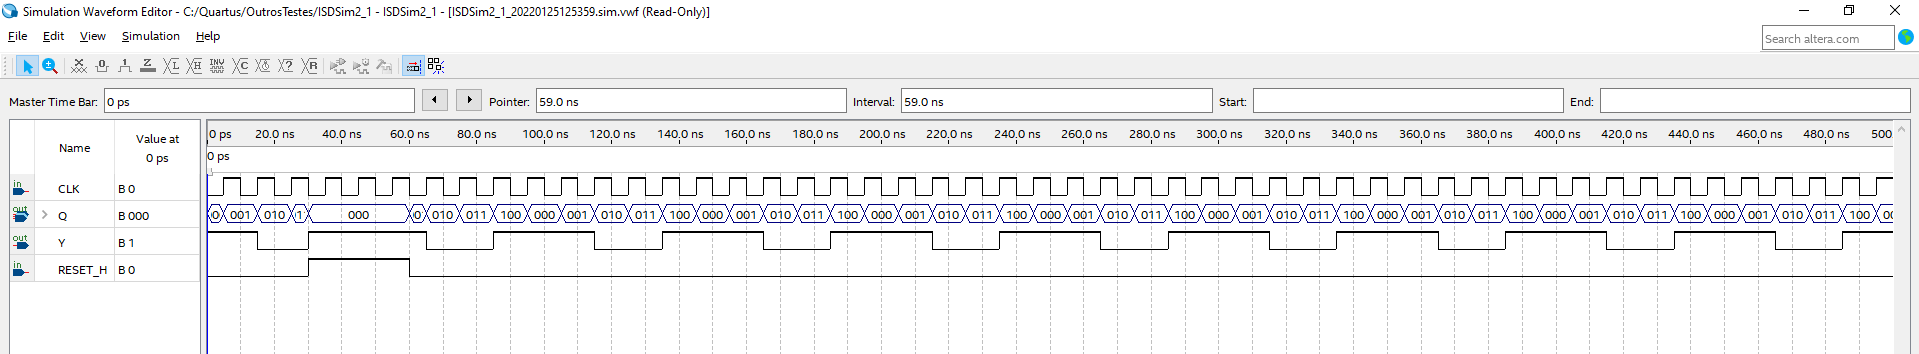 Simulation Waveform Editor - C:/Quartus/OutrosTestes/ISDSim2_1 - ISDSim2_1 - [ISDSim2_1_20220125125359.sim.vwf (Read-Only)]
File Edit View Simulation Help
Search altera.com
Master Time Bar: 0 ps Pointer: 59.0 ns Interval: 59.0 ns Start: End:
Name Value at 0 ps
0 ps 20.0 ns 40.0 ns 60.0 ns 80.0 ns 100.0 ns 120.0 ns 140.0 ns 160.0 ns 180.0 ns 200.0 ns 220.0 ns 240.0 ns 260.0 ns 280.0 ns 300.0 ns 320.0 ns 340.0 ns 360.0 ns 380.0 ns 400.0 ns 420.0 ns 440.0 ns 460.0 ns 480.0 ns 500
0 ps
in CLK B 0
out Q B 000 0 001 010 1 000 0 010 011 100 000 001 010 011 100 000 001 010 011 100 000 001 010 011 100 000 001 010 011 100 000 001 010 011 100 000 001 010 011 100 000 001 010 011 100 000 001 010 011 100 00
out Y B 1
in RESET_H B 0